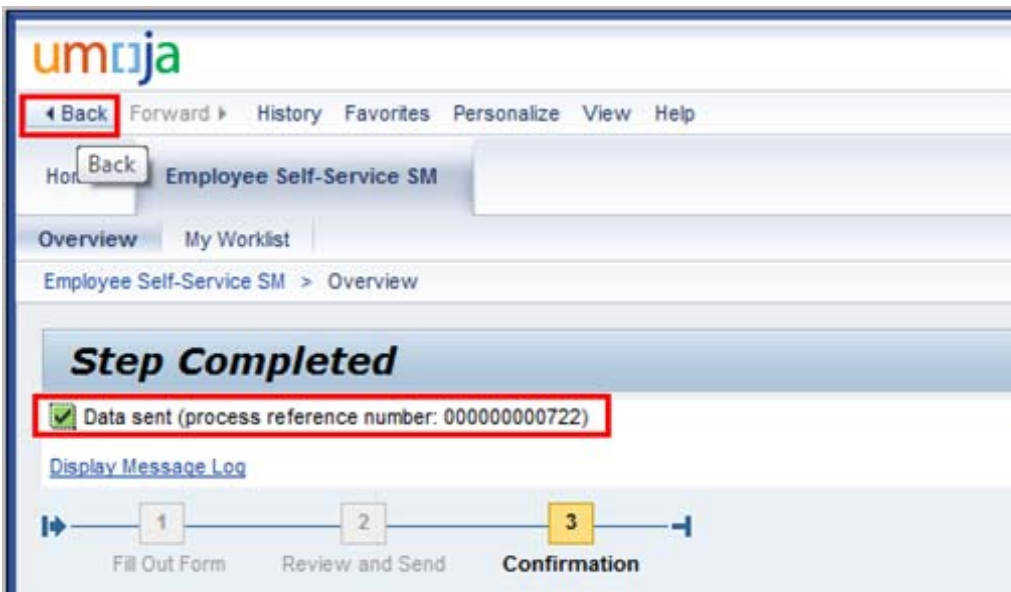 umoja
Back Forward History Favorites Personalize View Help
Back
Employee Self-Service SM
Overview My Worklist
Employee Self-Service SM > Overview
Step Completed
Data sent (process reference number: 000000000722)
Display Message Log
1 2 3
Fill Out Form Review and Send Confirmation